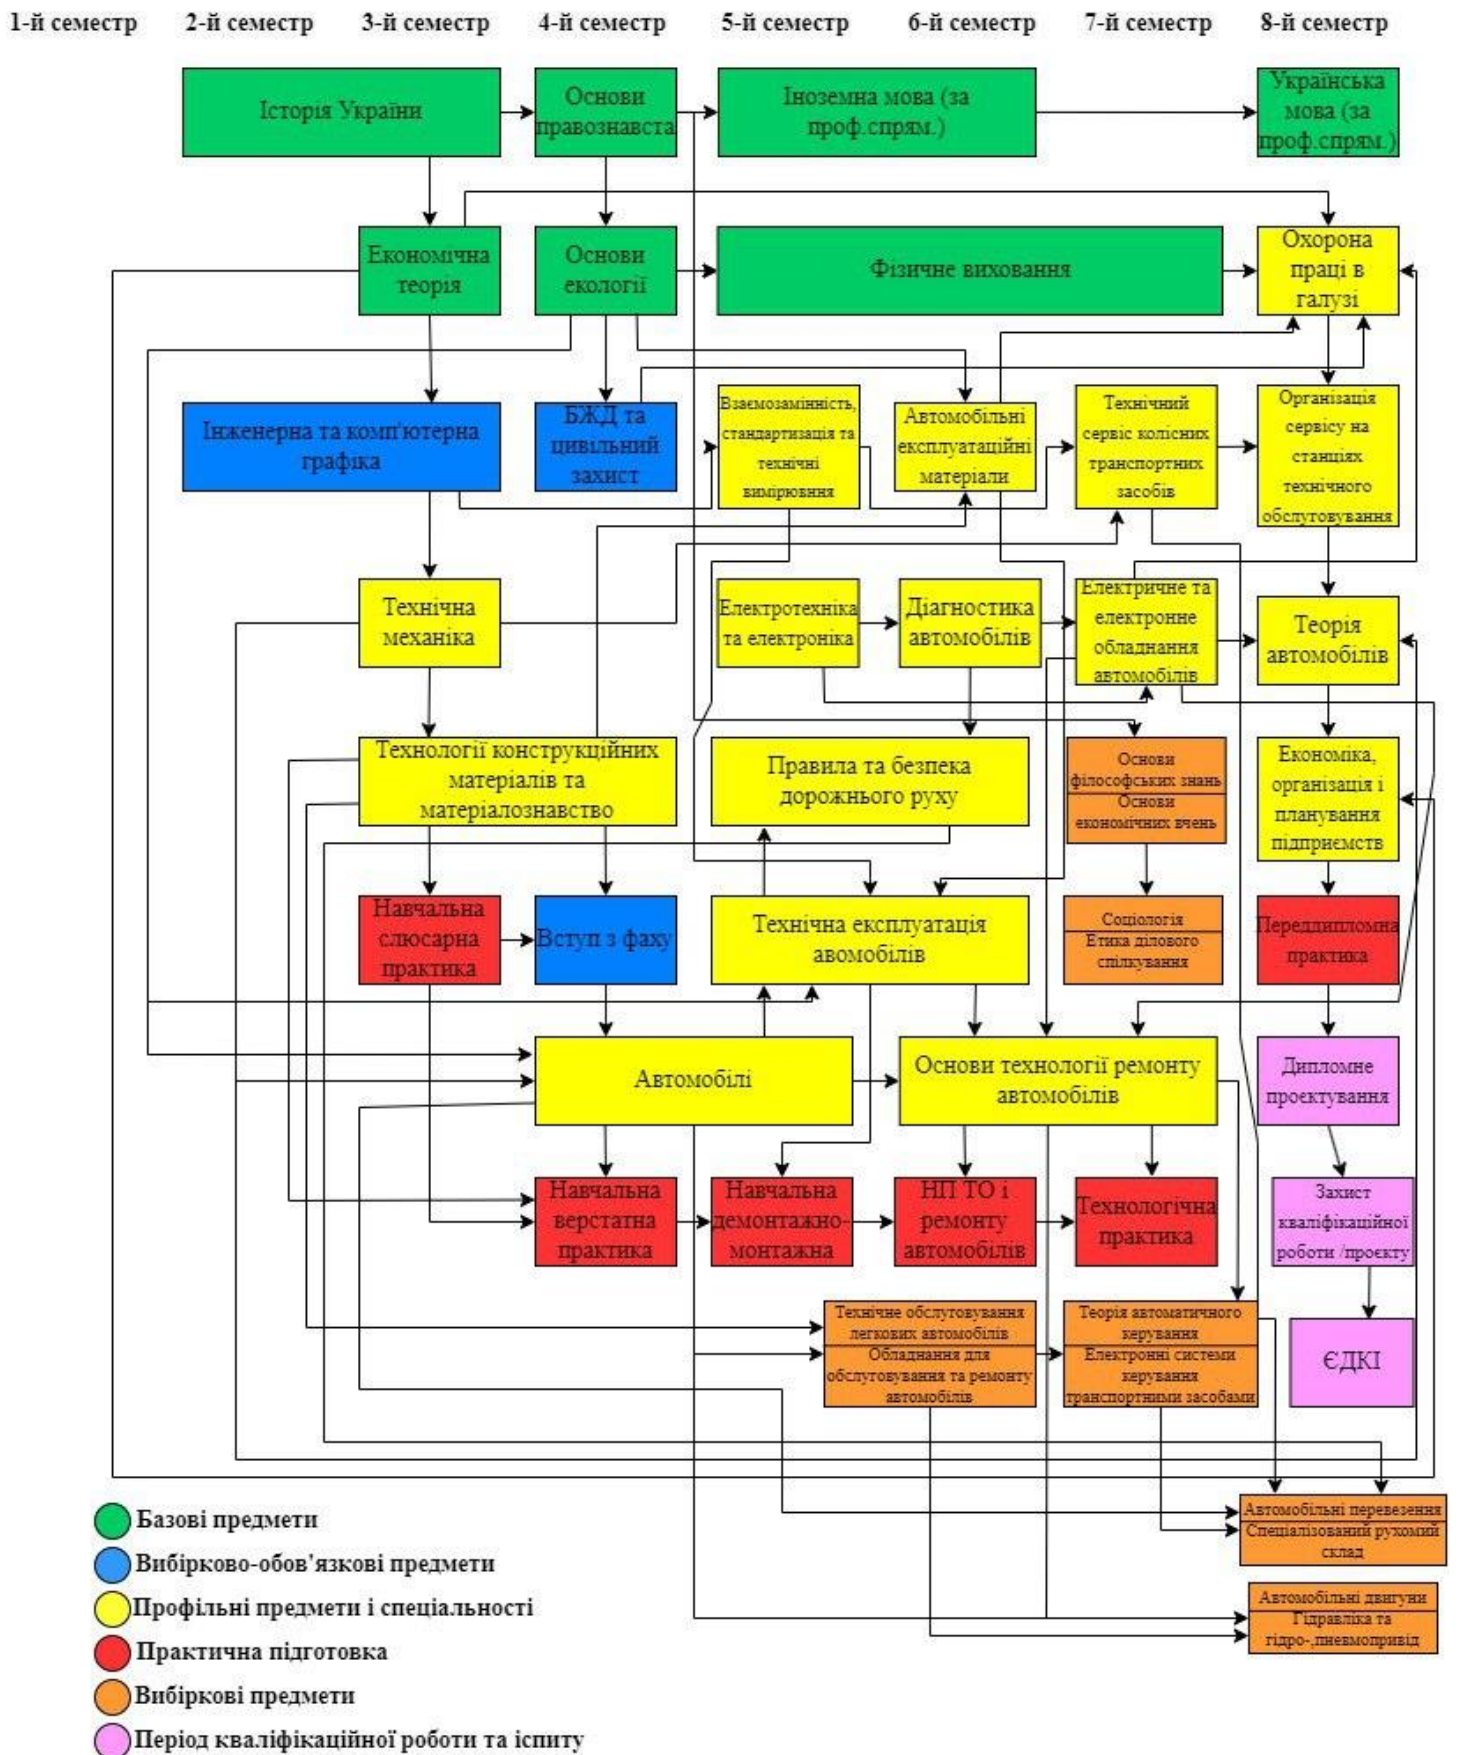 1-й семестр
2-й семестр
3-й семестр
4-й семестр
5-й семестр
6-й семестр
7-й семестр
8-й семестр
Історія України
Основи
правознавста
Іноземна мова (за
проф.спрям.)
Українська
мова (за
проф.спрям.)
Економічна
теорія
Основи
екології
Фізичне виховання
Охорона
праці в
галузі
Інженерна та комп'ютерна
графіка
БЖД та
цивільний
захист
Взаємозамінність,
стандартизація та
технічні
вимірювння
Автомобільні
експлуатаційні
матеріали
Технічний
сервіс колісних
транспортних
засобів
Організація
сервісу на
станціях
технічного
обслуговування
Технічна
механіка
Електротехніка
та електроніка
Діагностика
автомобілів
Електричне та
електронне
обладнання
автомобілів
Теорія
автомобілів
Технології конструкційних
матеріалів та
матеріалознавство
Правила та безпека
дорожнього руху
Основи
філософських знань
Основи
економічних вчень
Економіка,
організація і
планування
підприємств
Навчальна
слюсарна
практика
Вступ з фаху
Технічна експлуатація
авомобілів
Соціологія
Етика ділового
спілкування
Переддипломна
практика
Автомобілі
Основи технології ремонту
автомобілів
Дипломне
проєктування
Навчальна
верстатна
практика
Навчальна
демонтажно-
монтажна
НП ТО і
ремонту
автомобілів
Технологічна
практика
Захист
кваліфікаційної
роботи /проєкту
Технічне обслуговування
легкових автомобілів
Обладнання для
обслуговування та ремонту
автомобілів
Теорія автоматичного
керування
Електронні системи
керування
транспортними засобами
ЄДКІ
Автомобільні перевезення
Спеціалізований рухомий
склад
Автомобільні двигуни
Гідравліка та
гідро-,пневмопривід
Базові предмети
Вибірково-обов'язкові предмети
Профільні предмети і спеціальності
Практична підготовка
Вибіркові предмети
Період кваліфікаційної роботи та іспиту